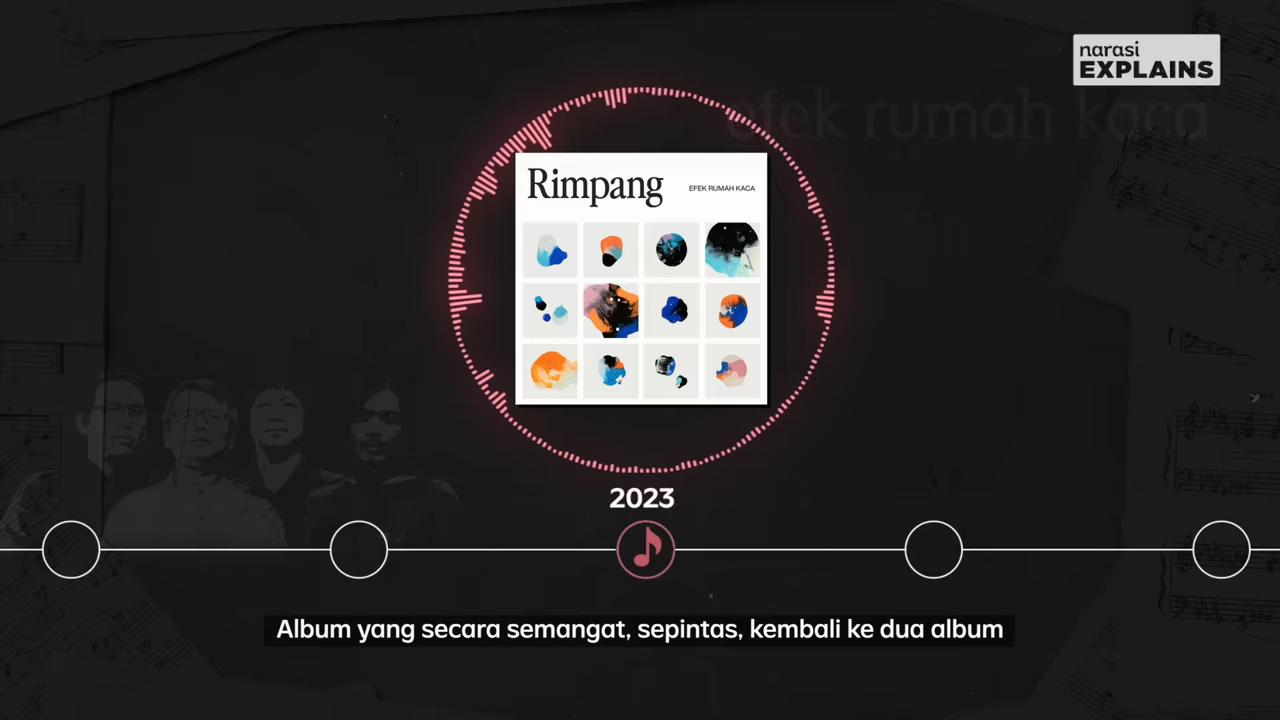 narasi
EXPLAINS
efek rumah kaca
Rimpang
EFEK RUMAH KACA
2023
Album yang secara semangat, sepintas, kembali ke dua album